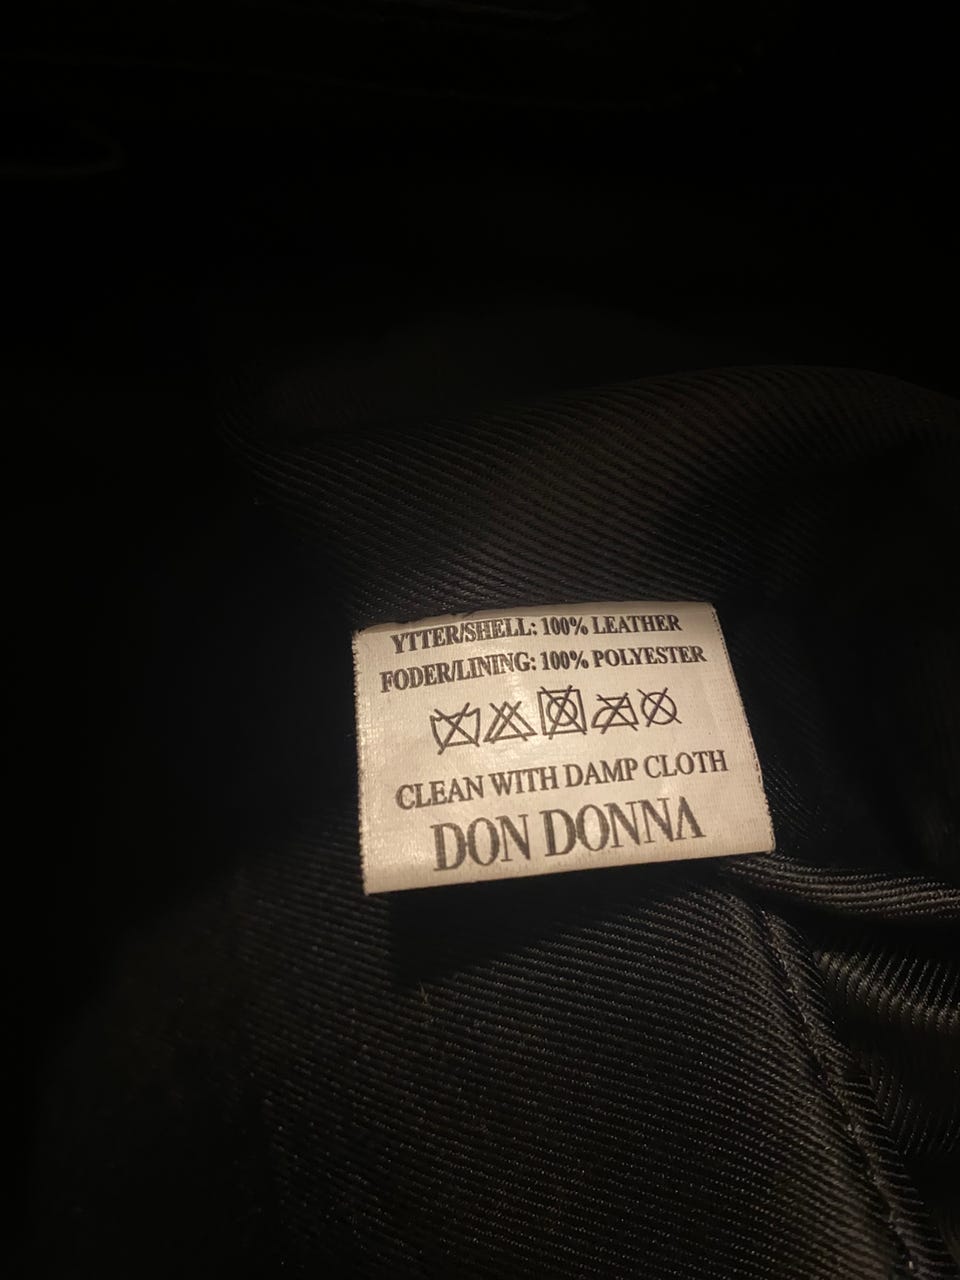 YTTER/SHELL: 100% LEATHER
FODER/LINING: 100% POLYESTER
CLEAN WITH DAMP CLOTH
DON DONNA